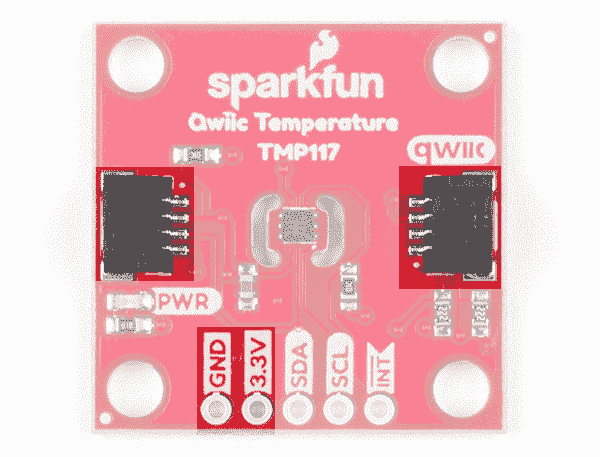 sparkfun
Qwiic Temperature
TMP117
qwiic
PWR
GND
3.3V
SDA
SCL
INT